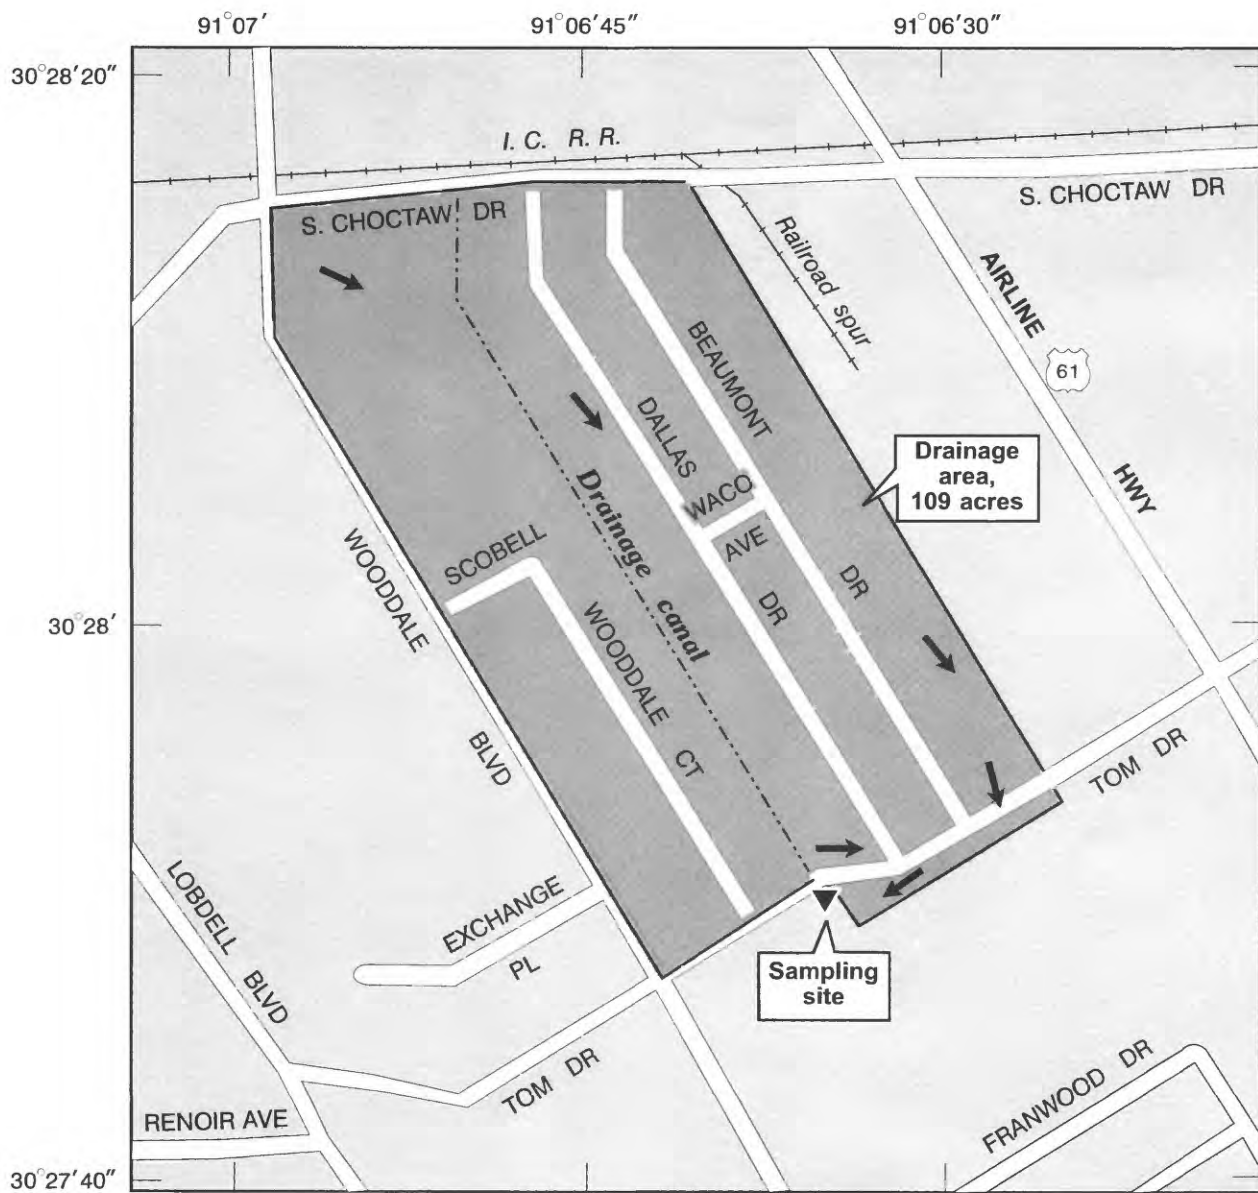 91°07'
91°06'45"
91°06'30"
30°28'20"
I. C. R. R.
S. CHOCTAW DR
S. CHOCTAW DR
Railroad spur
AIRLINE
HWY
61
BEAUMONT
DR
DALLAS
DR
WACO
AVE
Drainage
area,
109 acres
Drainage canal
SCOBELL
WOODDALE
CT
30°28'
WOODDALE
BLVD
TOM DR
LOBDELL
BLVD
EXCHANGE
PL
Sampling
site
TOM DR
RENOIR AVE
FRANWOOD DR
30°27'40"